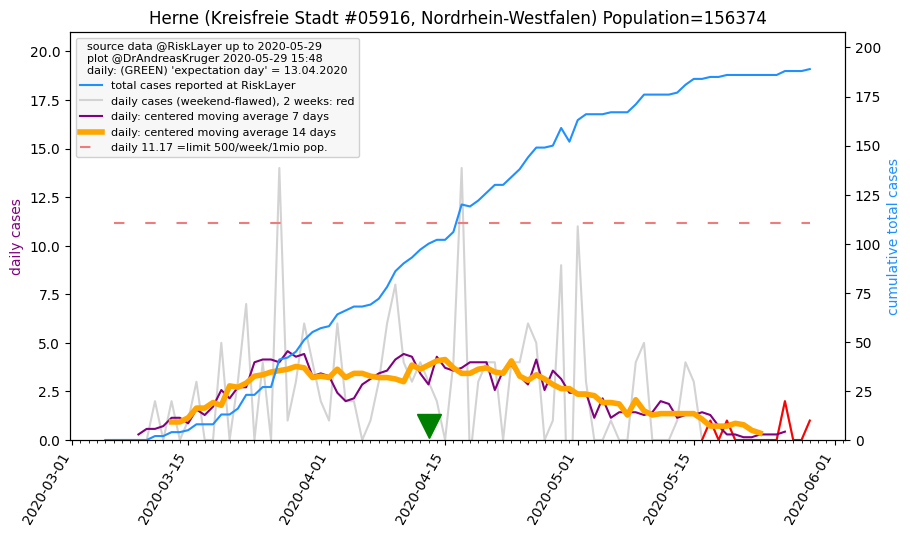 Herne (Kreisfreie Stadt #05916, Nordrhein-Westfalen) Population=156374
source data @RiskLayer up to 2020-05-29
plot @DrAndreasKruger 2020-05-29 15:48
daily: (GREEN) 'expectation day' = 13.04.2020
total cases reported at RiskLayer
daily cases (weekend-flawed), 2 weeks: red
daily: centered moving average 7 days
daily: centered moving average 14 days
daily 11.17 =limit 500/week/1mio pop.
daily cases
20.0
17.5
15.0
12.5
10.0
7.5
5.0
2.5
0.0
cumulative total cases
200
175
150
125
100
75
50
25
0
2020-03-01
2020-03-15
2020-04-01
2020-04-15
2020-05-01
2020-05-15
2020-06-01